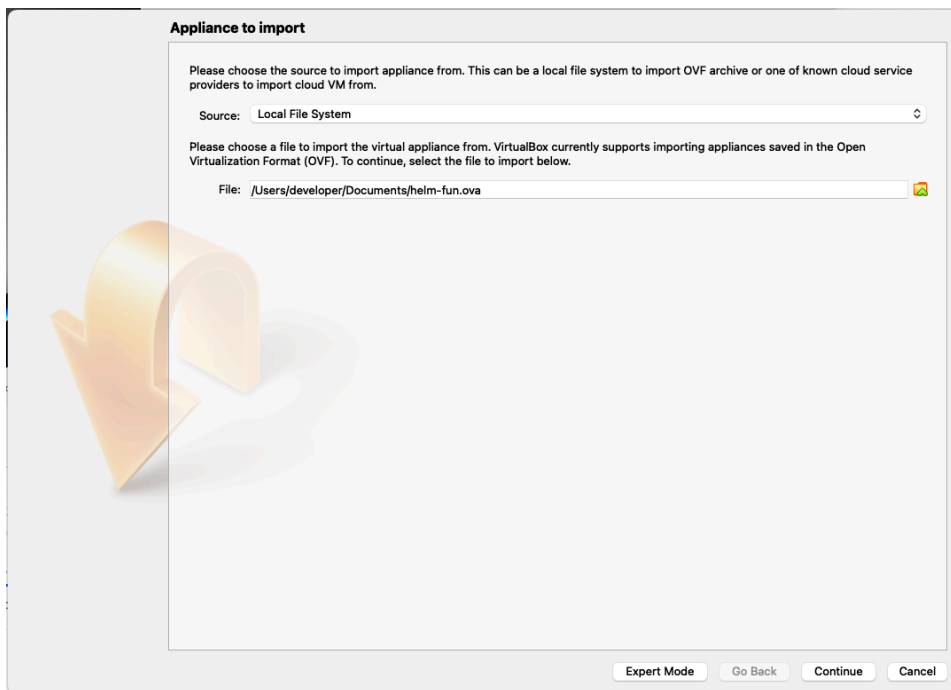 Appliance to import
Please choose the source to import appliance from. This can be a local file system to import OVF archive or one of known cloud service
providers to import cloud VM from.
Source: Local File System
Please choose a file to import the virtual appliance from. VirtualBox currently supports importing appliances saved in the Open
Virtualization Format (OVF). To continue, select the file to import below.
File: /Users/developer/Documents/helm-fun.ova
Expert Mode Go Back Continue Cancel